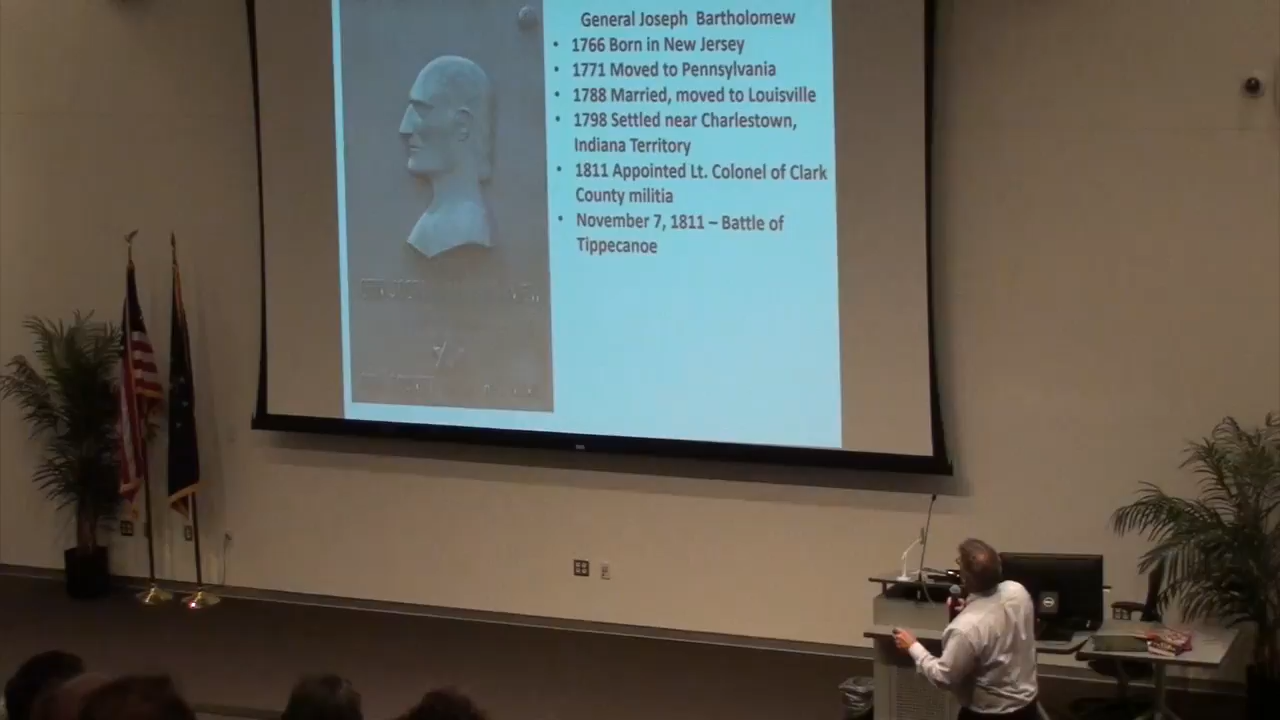 General Joseph Bartholomew
• 1766 Born in New Jersey
• 1771 Moved to Pennsylvania
• 1788 Married, moved to Louisville
• 1798 Settled near Charlestown,
Indiana Territory
• 1811 Appointed Lt. Colonel of Clark
County militia
• November 7, 1811 – Battle of
Tippecanoe